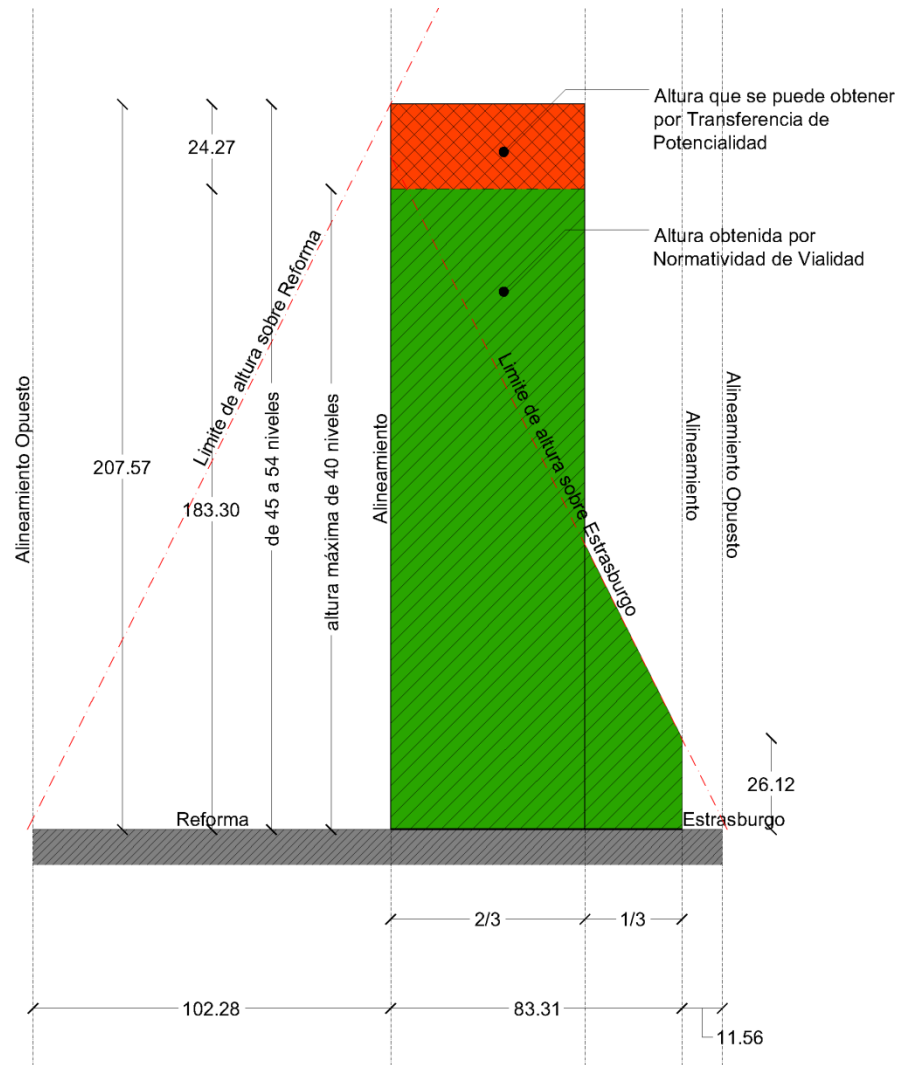 Altura que se puede obtener
por Transferencia de
Potencialidad
24.27
Altura obtenida por
Normatividad de Vialidad
Limite de altura sobre Reforma
Limite de altura sobre Estrasburgo
Alineamiento Opuesto
207.57
183.30
de 45 a 54 niveles
altura máxima de 40 niveles
Alineamiento
Alineamiento
Alineamiento Opuesto
26.12
Reforma
Estrasburgo
2/3
1/3
102.28
83.31
11.56